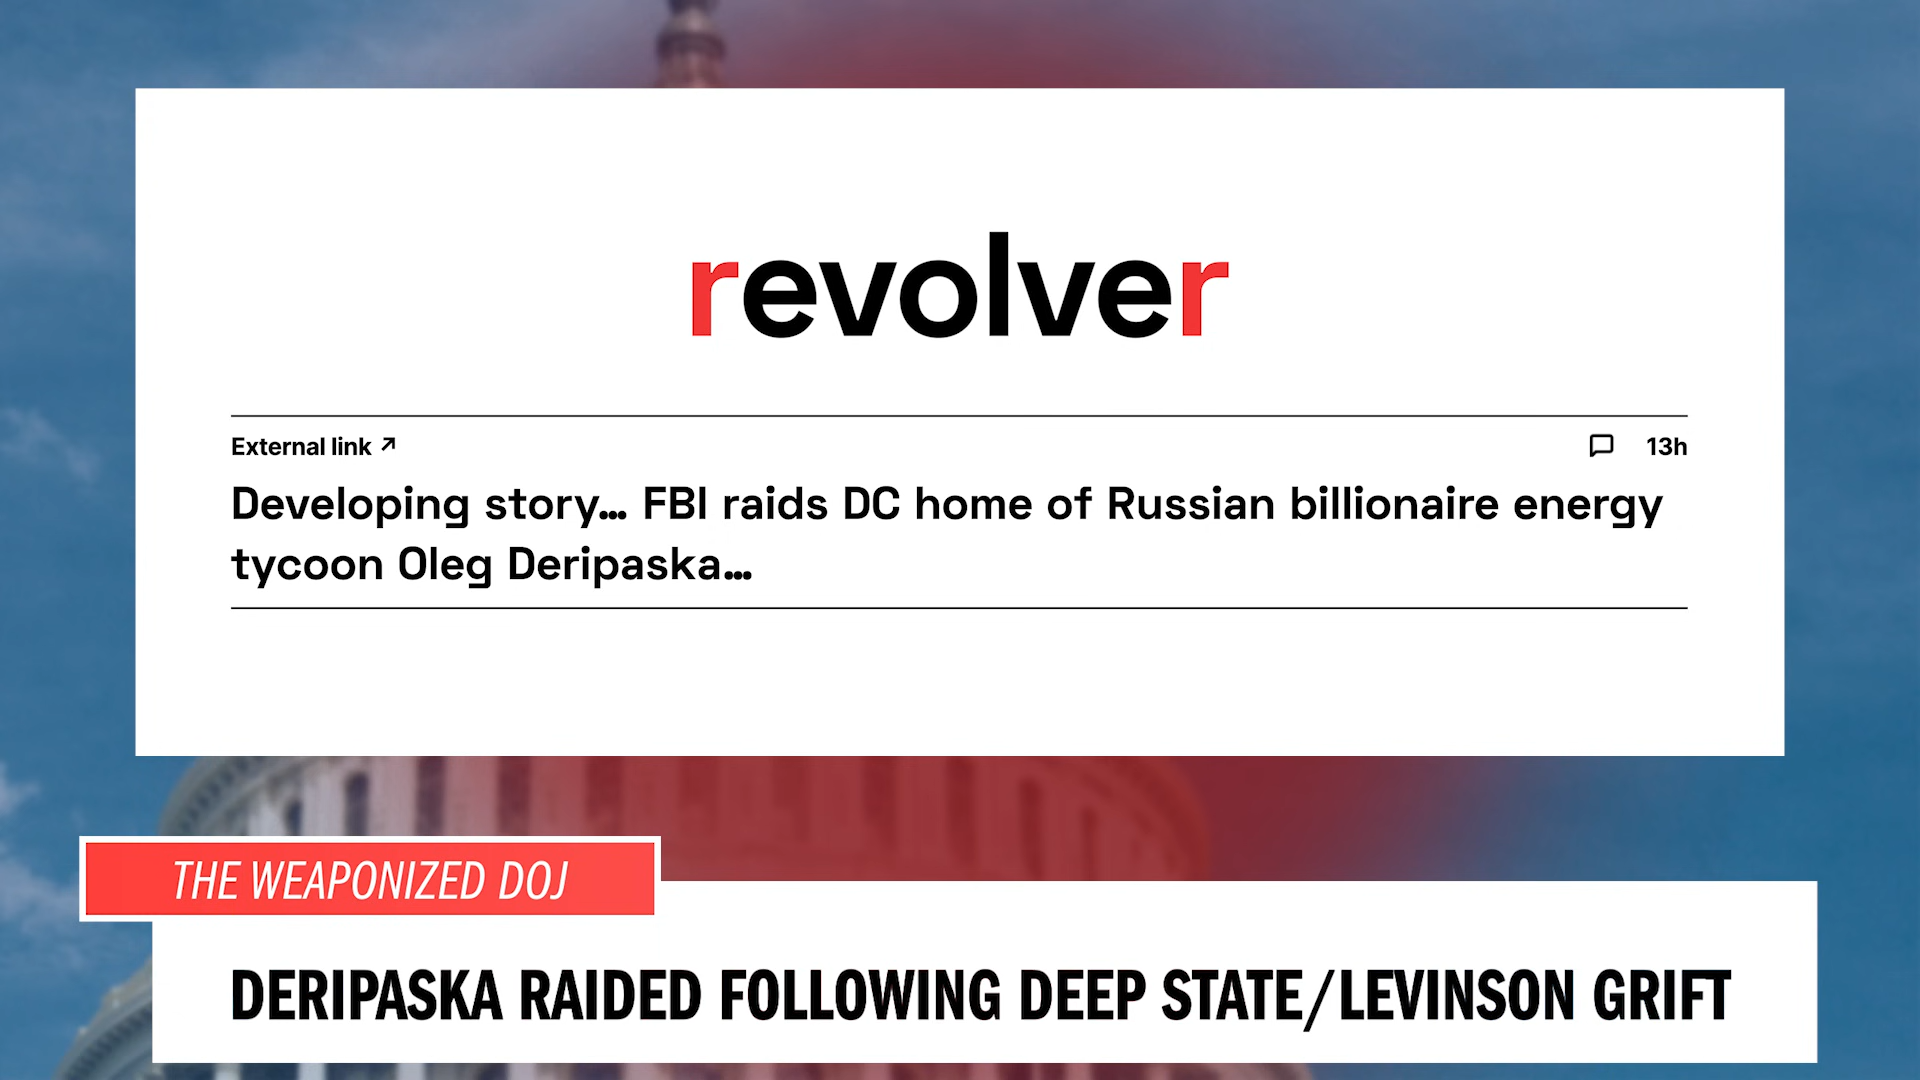 revolver
External link ↗
13h
Developing story... FBI raids DC home of Russian billionaire energy
tycoon Oleg Deripaska...
THE WEAPONIZED DOJ
DERIPASKA RAIDED FOLLOWING DEEP STATE/LEVINSON GRIFT